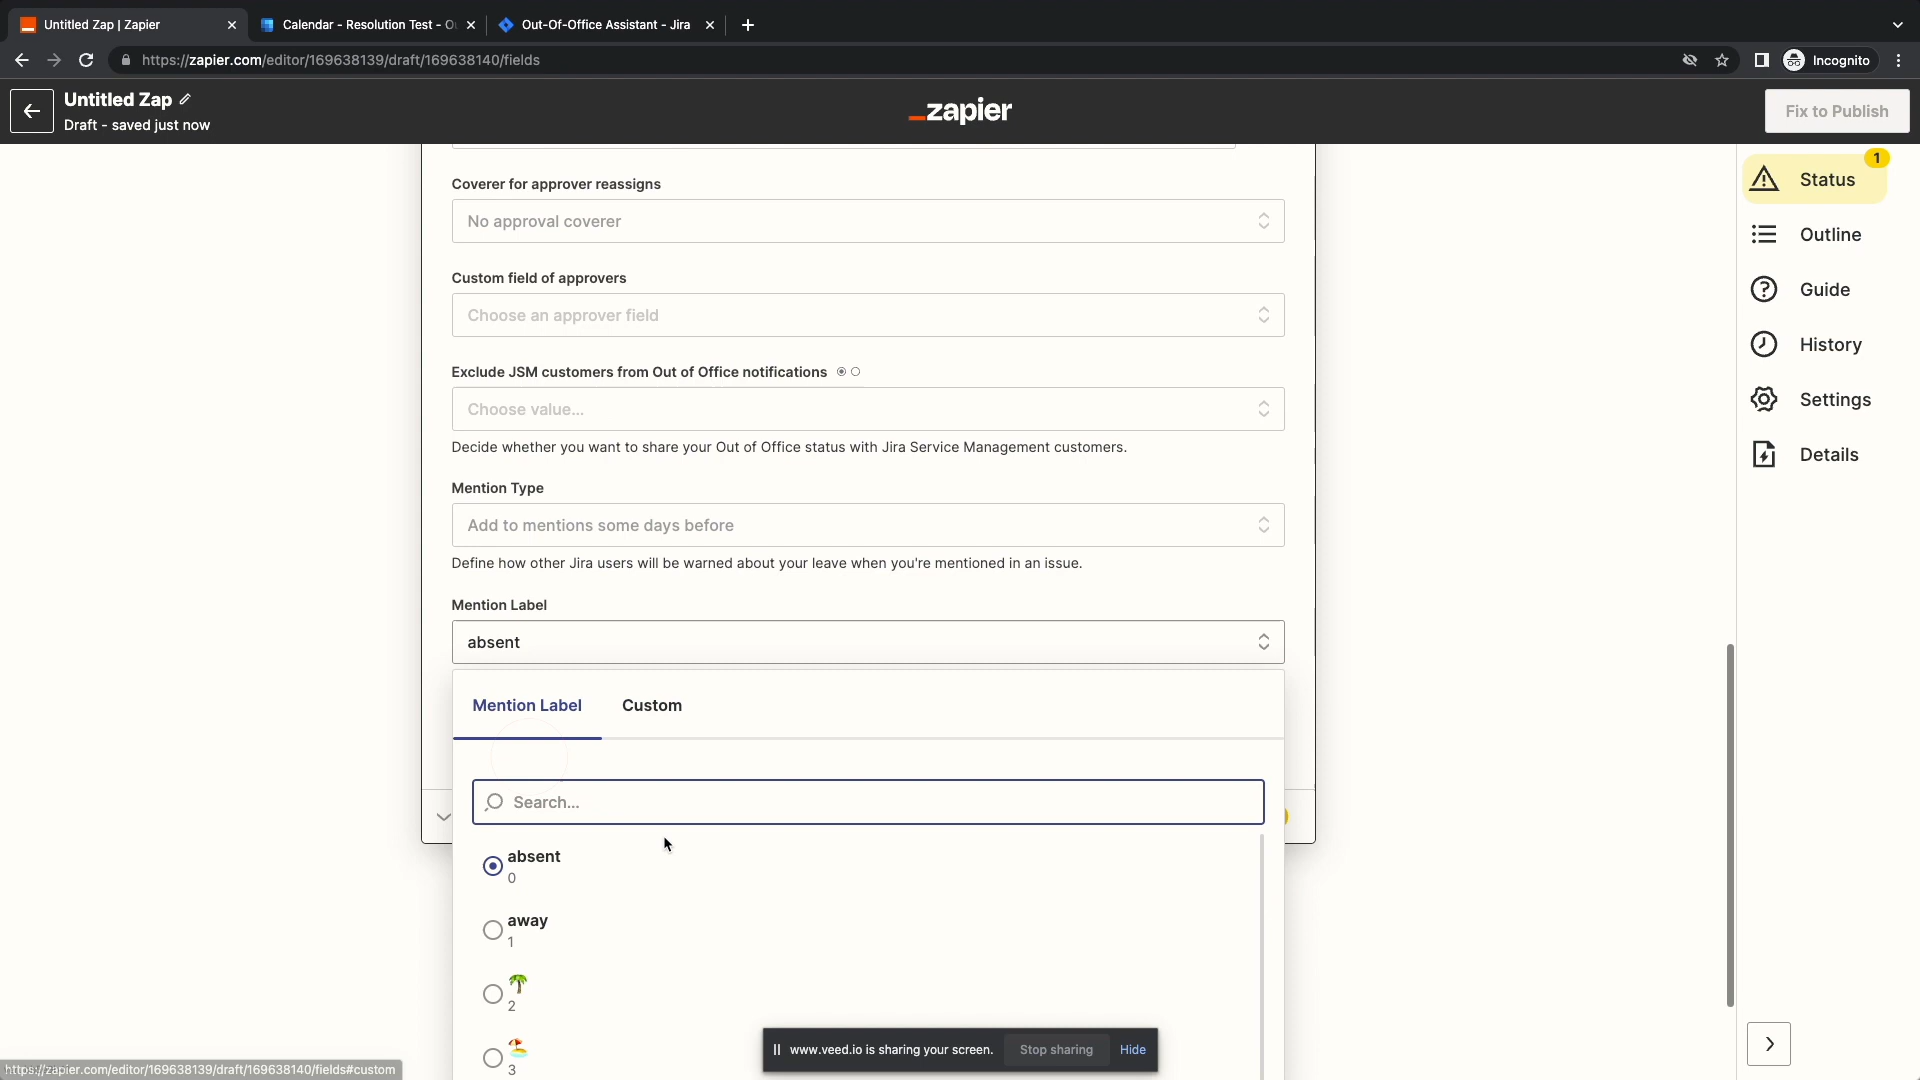 Untitled Zap | Zapier
Calendar - Resolution Test - Ou
Out-Of-Office Assistant - Jira
https://zapier.com/editor/169638139/draft/169638140/fields
Incognito
Untitled Zap
Draft - saved just now
_zapier
Fix to Publish
1
Status
Outline
Guide
History
Settings
Details
Coverer for approver reassigns
No approval coverer
Custom field of approvers
Choose an approver field
Exclude JSM customers from Out of Office notifications
Choose value...
Decide whether you want to share your Out of Office status with Jira Service Management customers.
Mention Type
Add to mentions some days before
Define how other Jira users will be warned about your leave when you're mentioned in an issue.
Mention Label
absent
Mention Label Custom
Search...
absent
0
away
1
🌴
2
🏖️
3
www.veed.io is sharing your screen. Stop sharing Hide
https://zapier.com/editor/169638139/draft/169638140/fields#custom